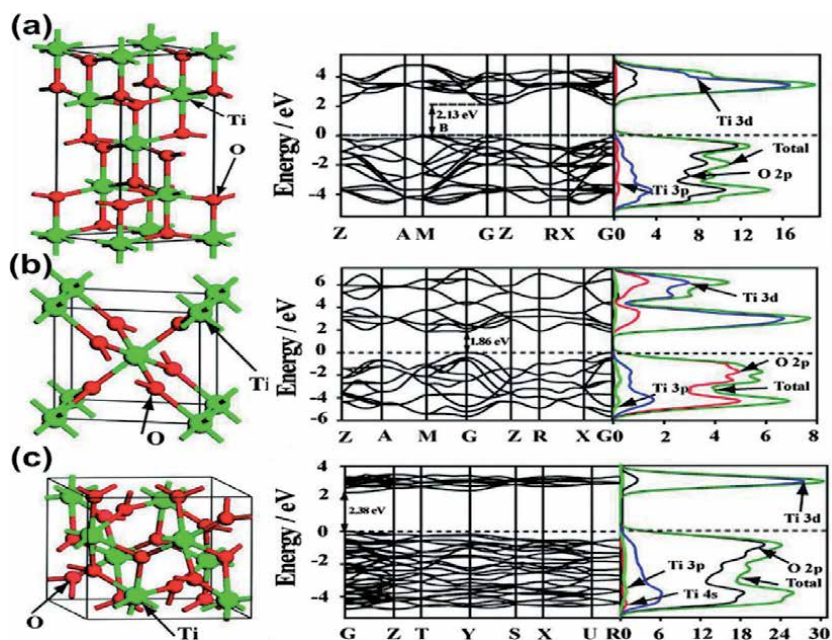 (a)
Ti
O
Energy / eV
4
2
0
-2
-4
2.13 eV
B
Ti 3d
Total
O 2p
Ti 3p
Z A M G Z R X G 0 4 8 12 16
(b)
Ti
O
Energy / eV
6
4
2
0
-2
-4
-6
1.86 eV
Ti 3d
O 2p
Ti 3p
Total
Z A M G Z R X G 0 2 4 6 8
(c)
O
Ti
Energy / eV
4
2
0
-2
-4
2.38 eV
Ti 3d
Ti 3p
O 2p
Total
Ti 4s
G Z T Y S X U R 0 6 12 18 24 30